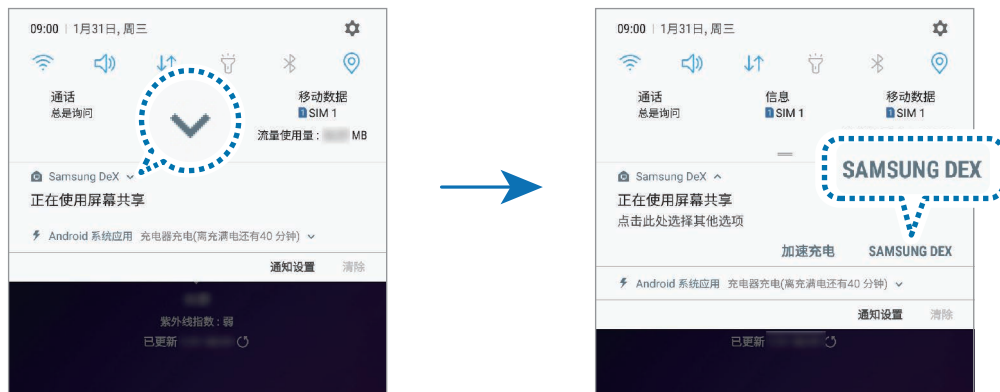 09:00 | 1月31日, 周三
通话
总是询问
移动数据
1 SIM 1
流量使用量 : MB
Samsung DeX
正在使用屏幕共享
Android 系统应用 充电器充电(离充满电还有40 分钟)
通知设置 清除
紫外线指数 : 弱
已更新
09:00 | 1月31日, 周三
通话 信息 移动数据
总是询问 1 SIM 1 1 SIM 1
SAMSUNG DEX
Samsung DeX
正在使用屏幕共享
点击此处选择其他选项
加速充电 SAMSUNG DEX
Android 系统应用 充电器充电(离充满电还有40 分钟)
通知设置 清除
已更新